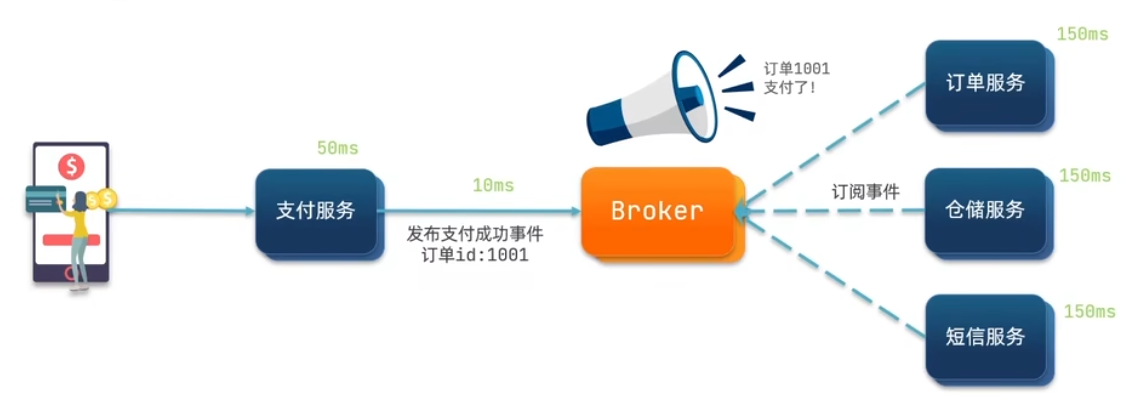 150ms
订单1001
支付了!
订单服务
50ms
10ms
150ms
支付服务
Broker
订阅事件
仓储服务
发布支付成功事件
订单id:1001
150ms
短信服务